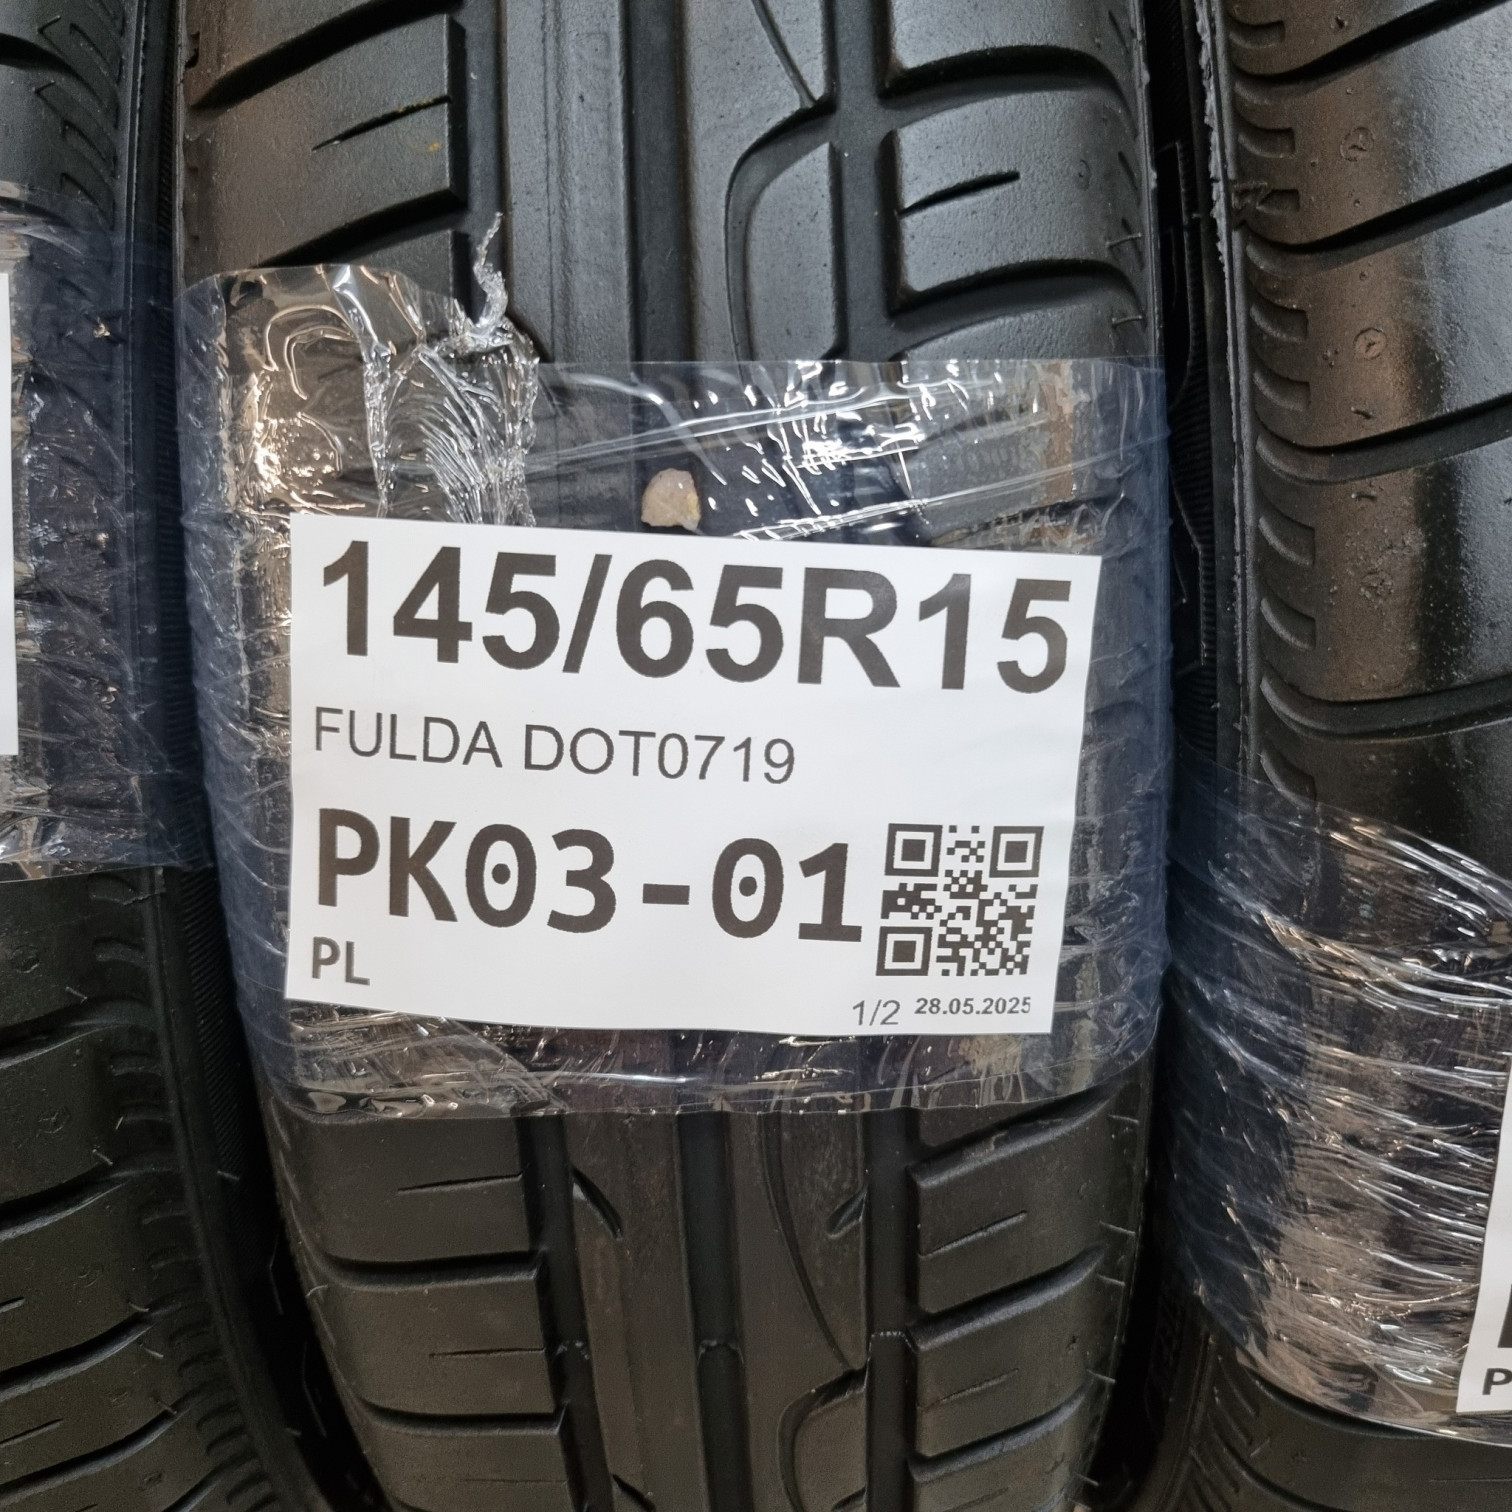 145/65R15
FULDA DOT0719
PK03-01
PL
1/2 28.05.2025
P